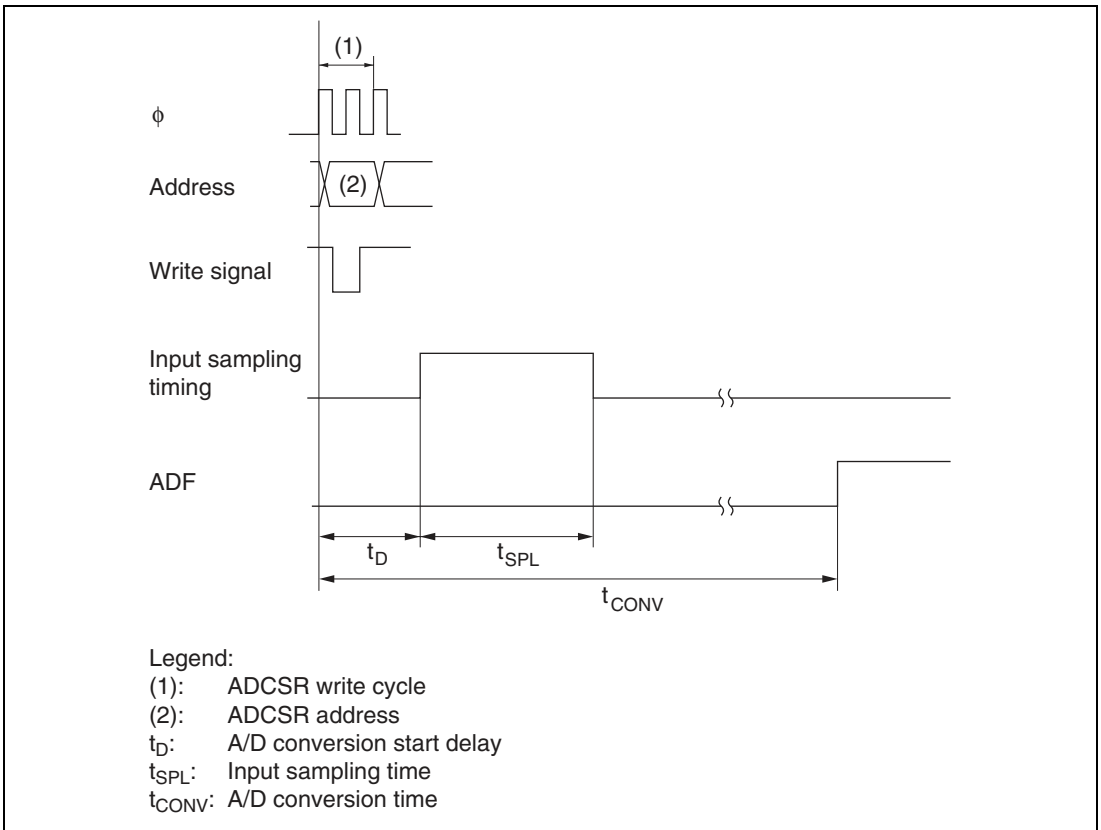 (1)
ϕ
Address
(2)
Write signal
Input sampling
timing
ADF
tD
tSPL
tCONV
Legend:
(1): ADCSR write cycle
(2): ADCSR address
tD: A/D conversion start delay
tSPL: Input sampling time
tCONV: A/D conversion time